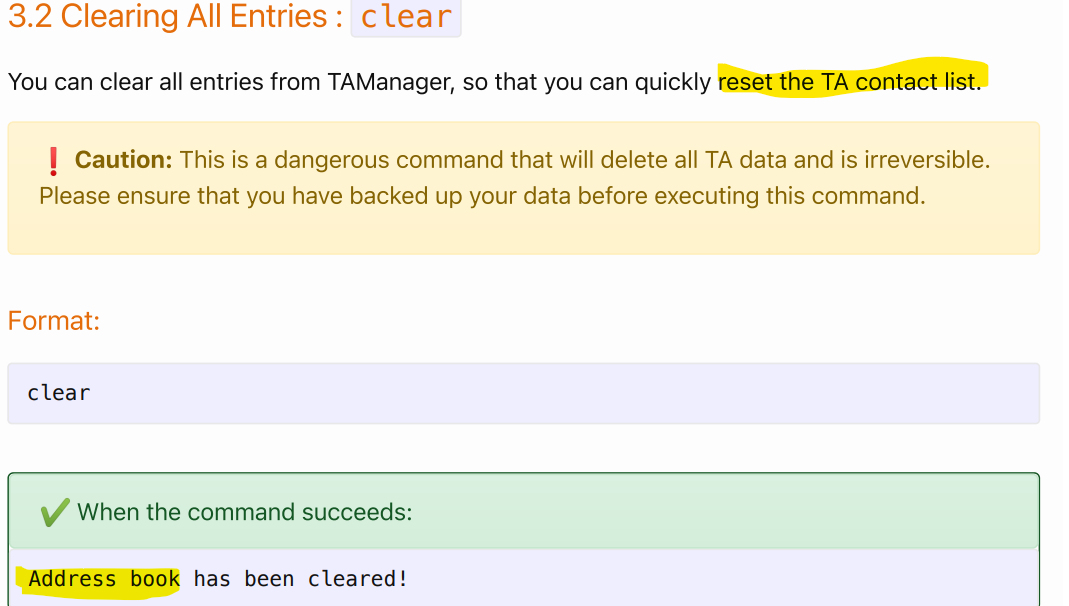 3.2 Clearing All Entries : clear
You can clear all entries from TAManager, so that you can quickly reset the TA contact list.
❗ Caution: This is a dangerous command that will delete all TA data and is irreversible.
Please ensure that you have backed up your data before executing this command.
Format:
clear
✔ When the command succeeds:
Address book has been cleared!